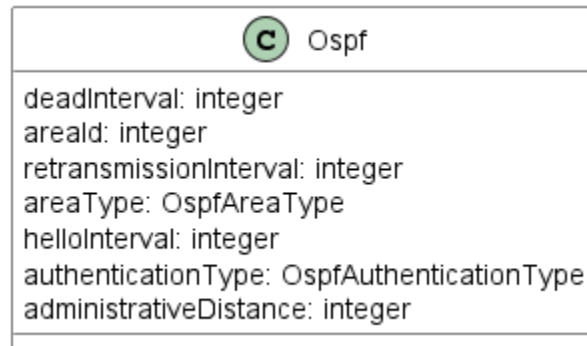 C Ospf
deadInterval: integer
areaId: integer
retransmissionInterval: integer
areaType: OspfAreaType
helloInterval: integer
authenticationType: OspfAuthenticationType
administrativeDistance: integer